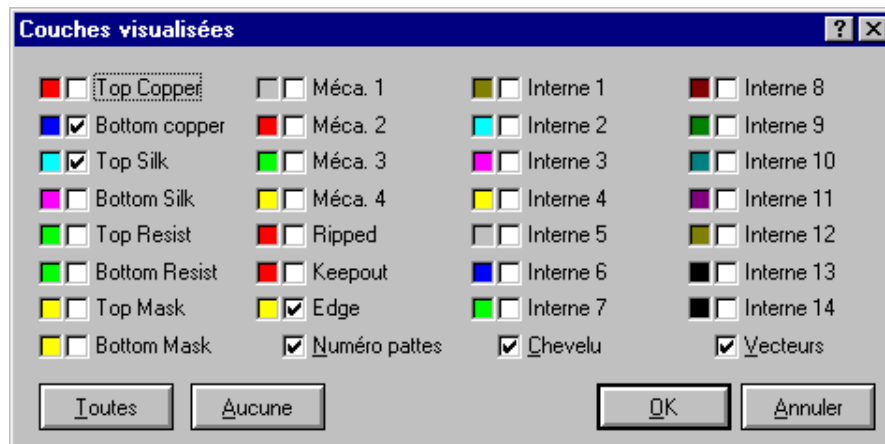 Couches visualisées
Top Copper Méca. 1 Interne 1 Interne 8
Bottom copper Méca. 2 Interne 2 Interne 9
Top Silk Méca. 3 Interne 3 Interne 10
Bottom Silk Méca. 4 Interne 4 Interne 11
Top Resist Ripped Interne 5 Interne 12
Bottom Resist Keepout Interne 6 Interne 13
Top Mask Edge Interne 7 Interne 14
Bottom Mask Numéro pattes Chevelu Vecteurs
Toutes Aucune OK Annuler